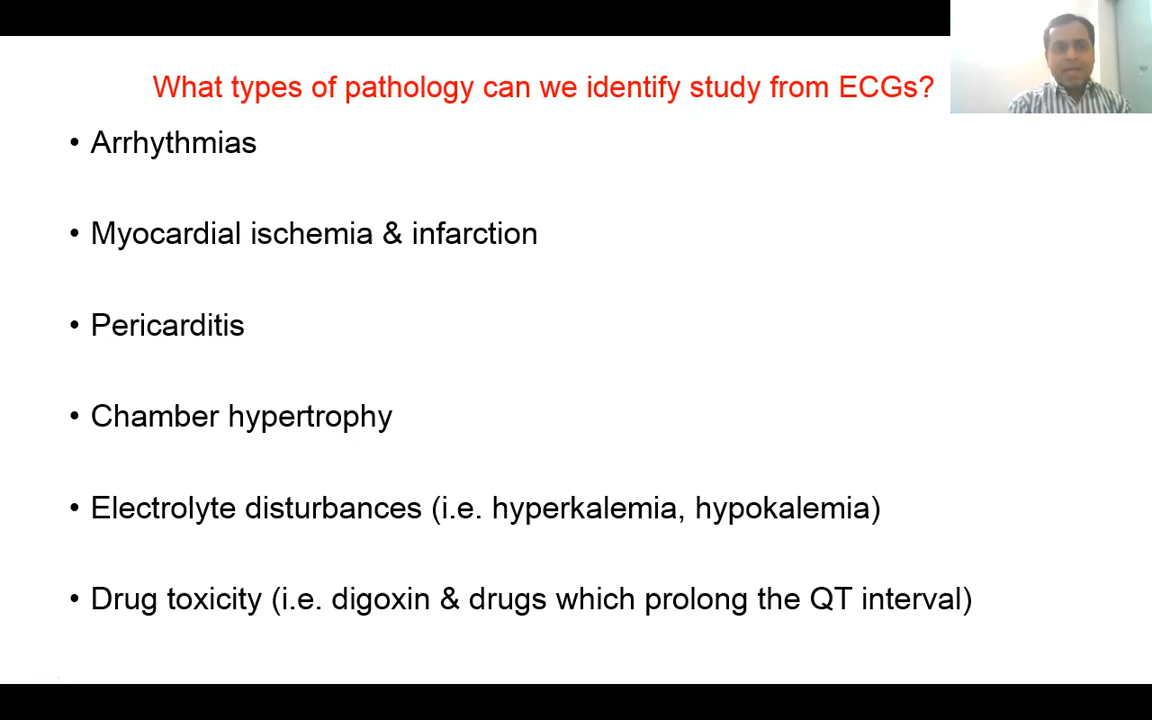 What types of pathology can we identify study from ECGs?
• Arrhythmias
• Myocardial ischemia & infarction
• Pericarditis
• Chamber hypertrophy
• Electrolyte disturbances (i.e. hyperkalemia, hypokalemia)
• Drug toxicity (i.e. digoxin & drugs which prolong the QT interval)